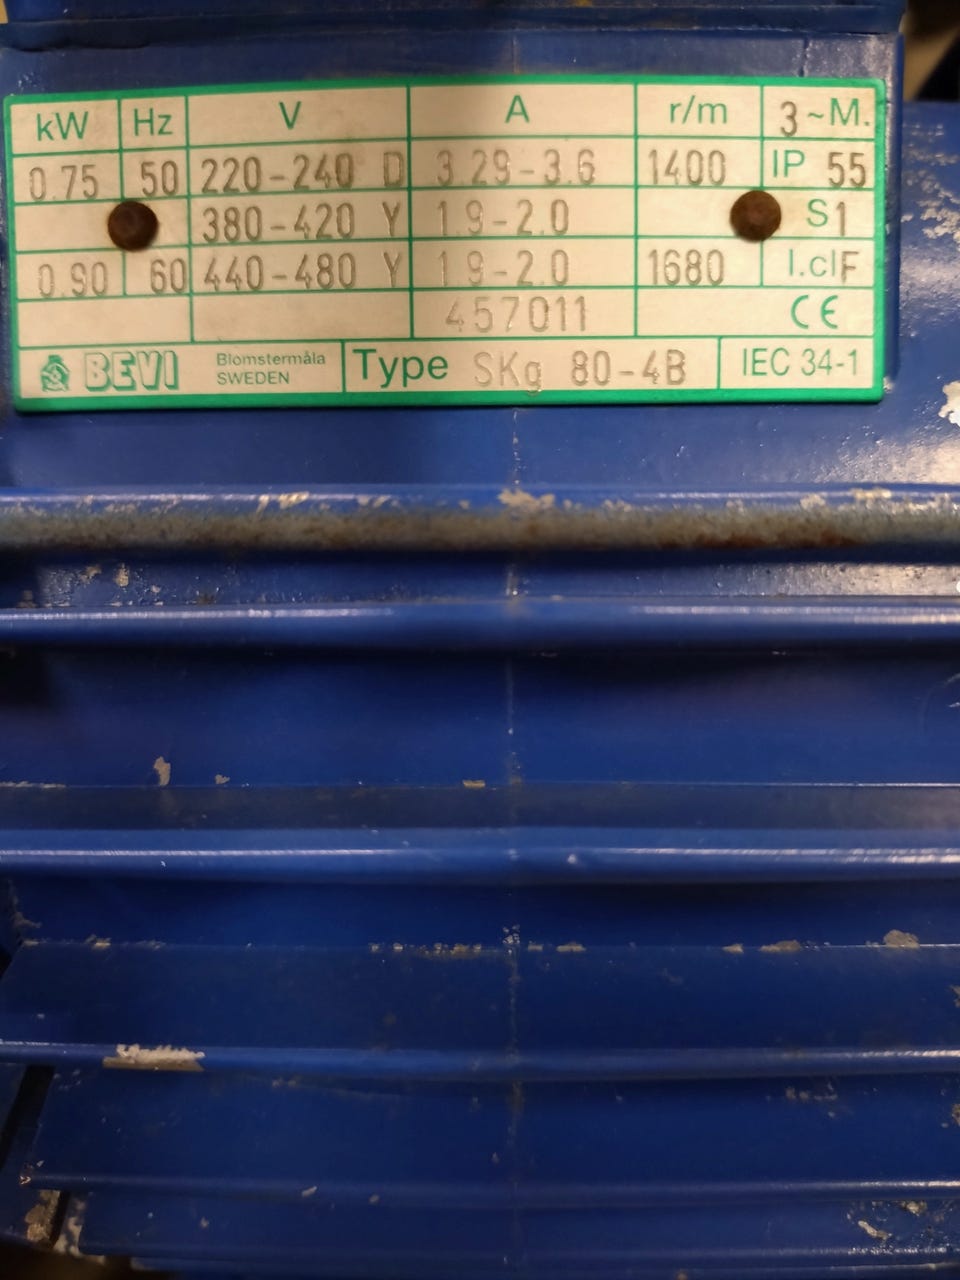 kW Hz V A r/m 3~M.
0.75 50 220-240 D 3.29-3.6 1400 IP 55
380-420 Y 1.9-2.0 S1
0.90 60 440-480 Y 1.9-2.0 1680 I.cl F
457011 CE
BEVI Blomstermåla SWEDEN Type SKg 80-4B IEC 34-1